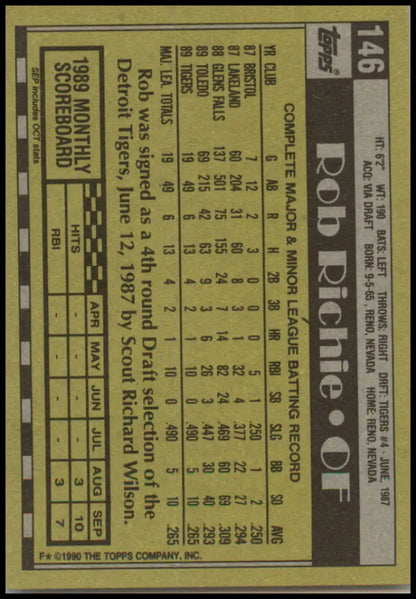 146
Topps
Rob Richie • OF
HT: 6'2" WT: 190 BATS: LEFT THROWS: RIGHT DRFT: TIGERS #4 - JUNE, 1987
ACQ: VIA DRAFT BORN: 9-5-65, RENO, NEVADA HOME: RENO, NEVADA
COMPLETE MAJOR & MINOR LEAGUE BATTING RECORD
YR CLUB G AB R H 2B 3B HR RBI SB SLG BB SO AVG
87 BRISTOL 7 12 2 3 0 0 0 5 1 .250 1 2 .250
87 LAKELAND 60 204 31 60 8 3 1 32 4 .377 22 27 .294
88 GLENS FALLS 137 501 75 155 24 7 14 82 24 .469 60 69 .309
89 TOLEDO 69 215 42 63 9 3 6 26 3 .447 30 40 .293
89 TIGERS 19 49 6 13 4 2 1 10 0 .490 5 10 .265
MAJ. LEA. TOTALS 19 49 6 13 4 2 1 10 0 .490 5 10 .265
Rob was signed as a 4th round Draft selection of the
Detroit Tigers, June 12, 1987 by Scout Richard Wilson.
1989 MONTHLY
SCOREBOARD
APR MAY JUN JUL AUG SEP
HITS - - - - 3 10
RBI - - - - 3 7
SEP includes OCT stats
F* ©1990 THE TOPPS COMPANY, INC.